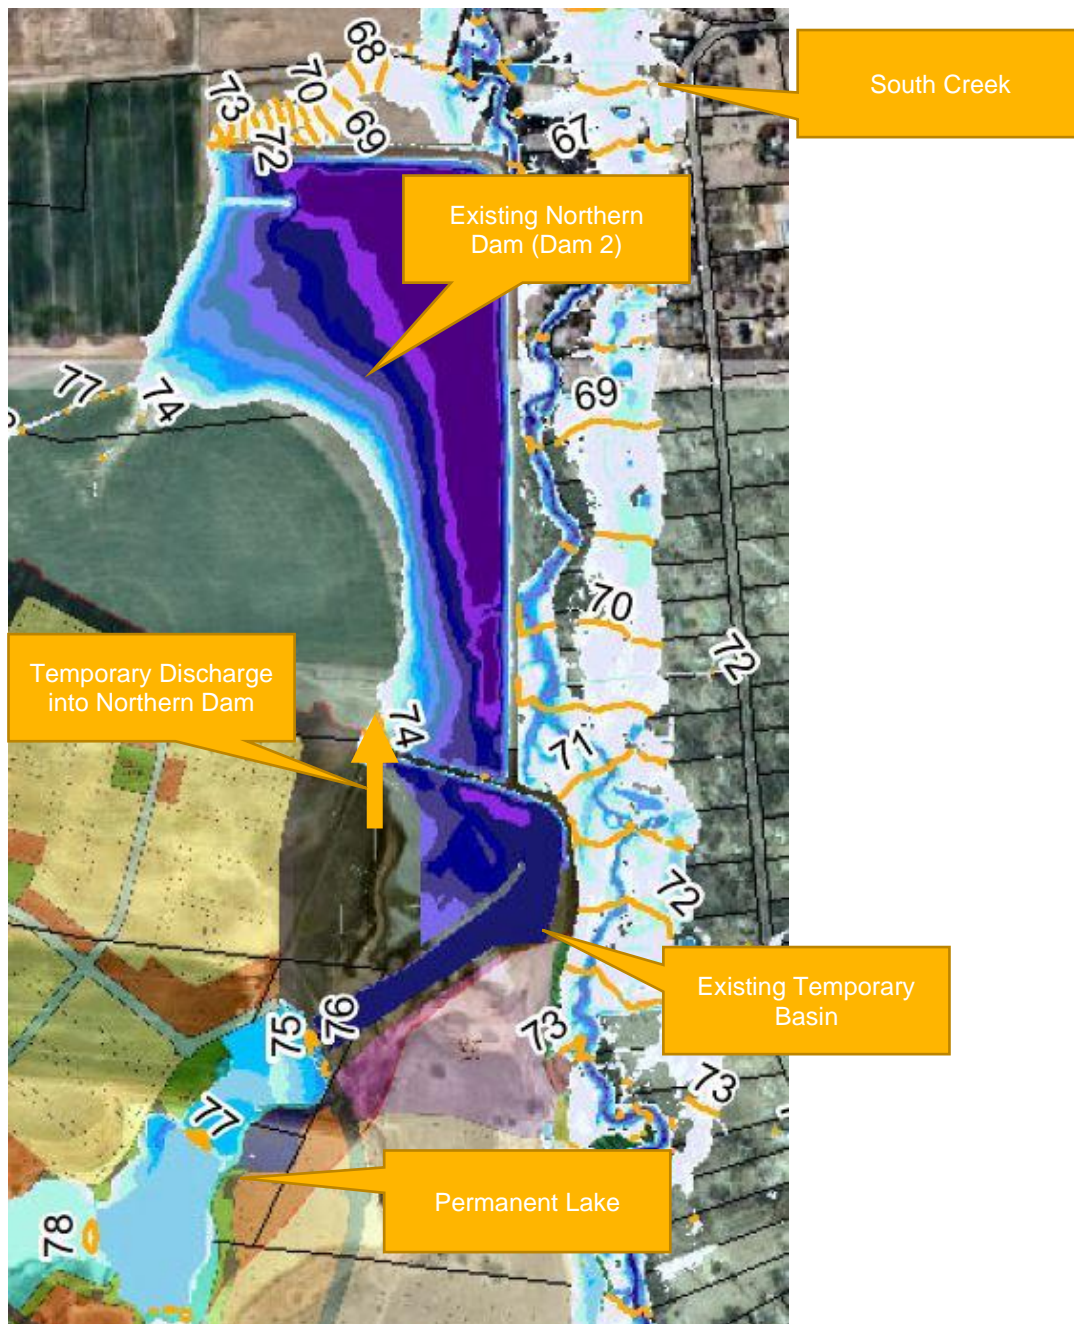 68
South Creek
70
73
67
69
72
Existing Northern
Dam (Dam 2)
77
74
69
70
72
Temporary Discharge
into Northern Dam
74
71
72
Existing Temporary
Basin
75
76
73
73
77
Permanent Lake
78